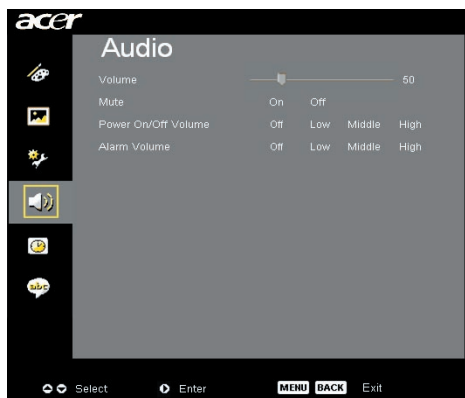 acer
Audio
Volume 50
Mute On Off
Power On/Off Volume Off Low Middle High
Alarm Volume Off Low Middle High
abc
Select Enter MENU BACK Exit